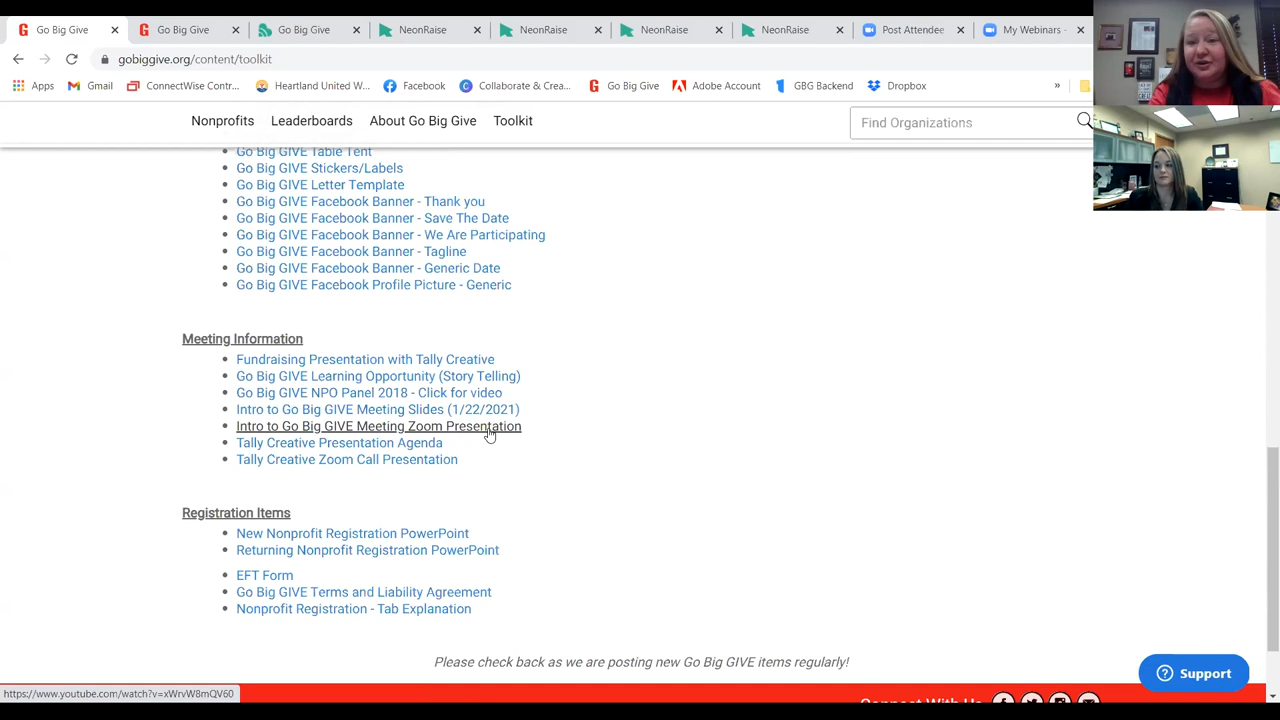 Go Big Give
Go Big Give
Go Big Give
NeonRaise
NeonRaise
NeonRaise
NeonRaise
Post Attendee
My Webinars -
gobiggive.org/content/toolkit
Apps
Gmail
ConnectWise Contr...
Heartland United W...
Facebook
Collaborate & Crea...
Go Big Give
Adobe Account
GBG Backend
Dropbox
»
Nonprofits
Leaderboards
About Go Big Give
Toolkit
Find Organizations
Go Big GIVE Table Tent
Go Big GIVE Stickers/Labels
Go Big GIVE Letter Template
Go Big GIVE Facebook Banner - Thank you
Go Big GIVE Facebook Banner - Save The Date
Go Big GIVE Facebook Banner - We Are Participating
Go Big GIVE Facebook Banner - Tagline
Go Big GIVE Facebook Banner - Generic Date
Go Big GIVE Facebook Profile Picture - Generic
Meeting Information
Fundraising Presentation with Tally Creative
Go Big GIVE Learning Opportunity (Story Telling)
Go Big GIVE NPO Panel 2018 - Click for video
Intro to Go Big GIVE Meeting Slides (1/22/2021)
Intro to Go Big GIVE Meeting Zoom Presentation
Tally Creative Presentation Agenda
Tally Creative Zoom Call Presentation
Registration Items
New Nonprofit Registration PowerPoint
Returning Nonprofit Registration PowerPoint
EFT Form
Go Big GIVE Terms and Liability Agreement
Nonprofit Registration - Tab Explanation
Please check back as we are posting new Go Big GIVE items regularly!
Support
https://www.youtube.com/watch?v=xWrvW8mQV60
Connect With Us